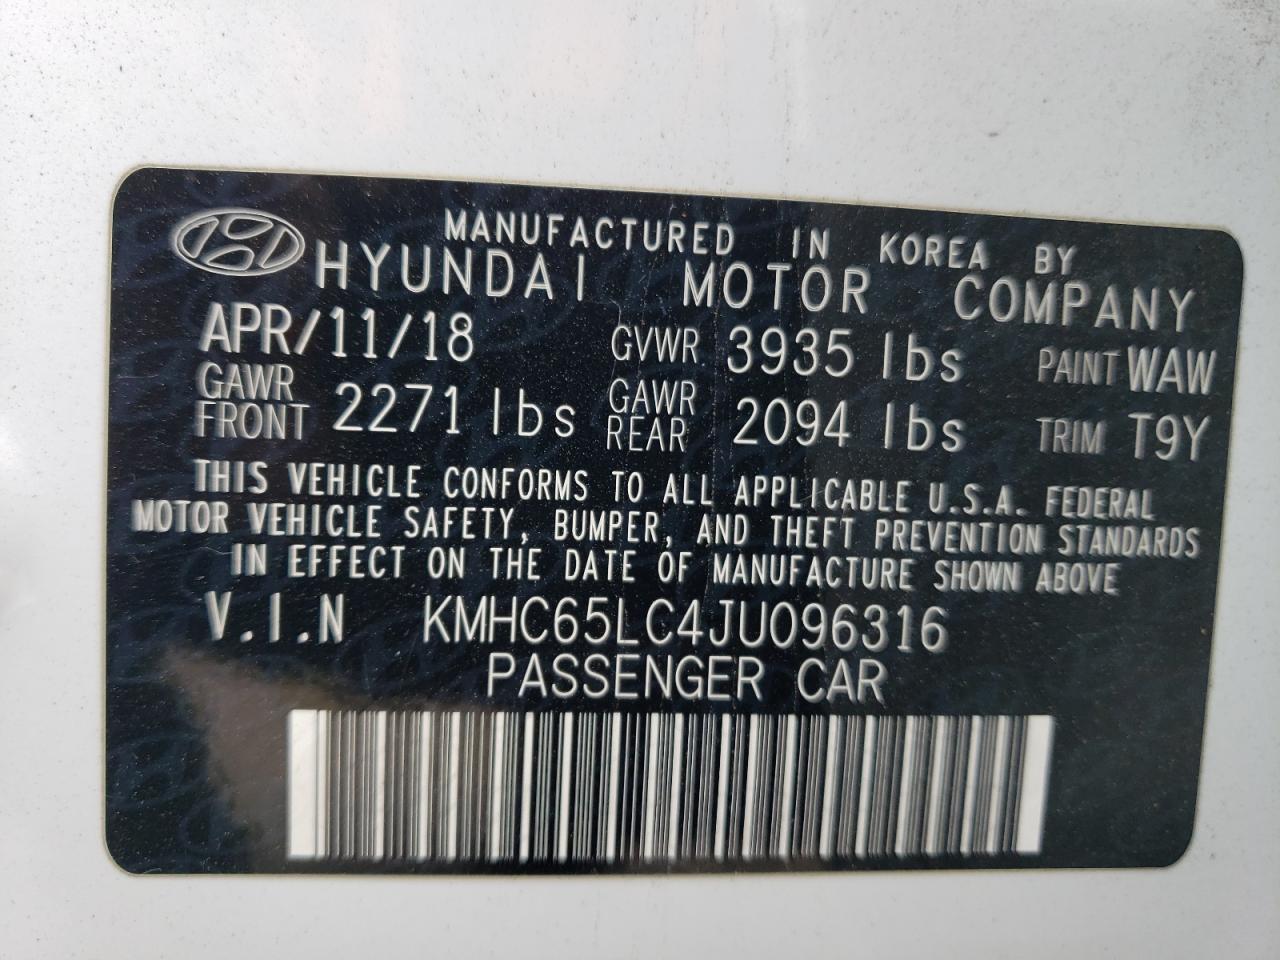 MANUFACTURED IN KOREA BY
HYUNDAI MOTOR COMPANY
APR/11/18 GVWR 3935 lbs PAINT WAW
GAWR FRONT 2271 lbs GAWR REAR 2094 lbs TRIM T9Y
THIS VEHICLE CONFORMS TO ALL APPLICABLE U.S.A. FEDERAL
MOTOR VEHICLE SAFETY, BUMPER, AND THEFT PREVENTION STANDARDS
IN EFFECT ON THE DATE OF MANUFACTURE SHOWN ABOVE
V.I.N KMHC65LC4JU096316
PASSENGER CAR